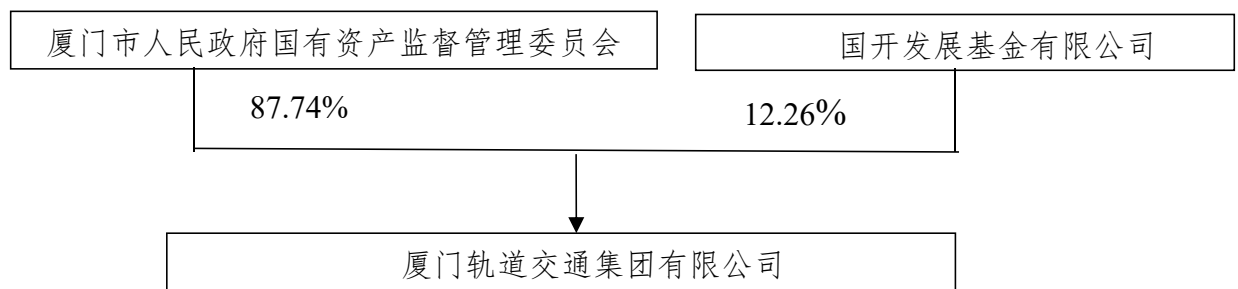 厦门市人民政府国有资产监督管理委员会
国开发展基金有限公司
87.74%
12.26%
厦门轨道交通集团有限公司